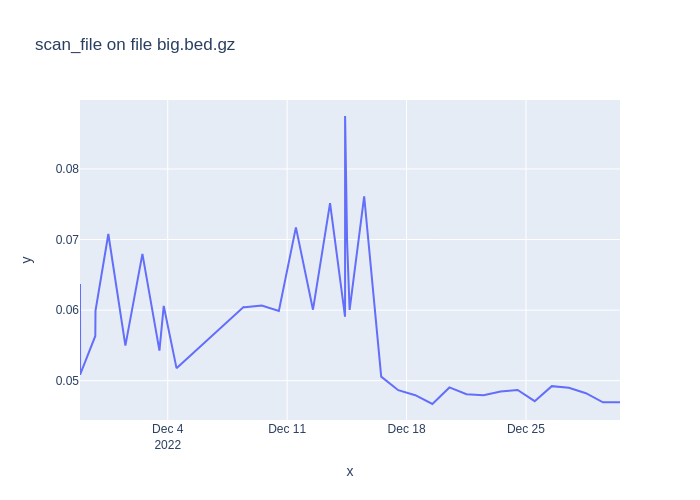 scan_file on file big.bed.gz
y
0.08
0.07
0.06
0.05
Dec 4
2022
Dec 11
Dec 18
Dec 25
x